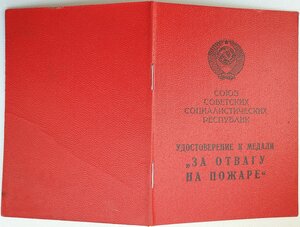 СОЮЗ
СОВЕТСКИХ
СОЦИАЛИСТИЧЕСКИХ
РЕСПУБЛИК
УДОСТОВЕРЕНИЕ К МЕДАЛИ
„ЗА ОТВАГУ
НА ПОЖАРЕ“